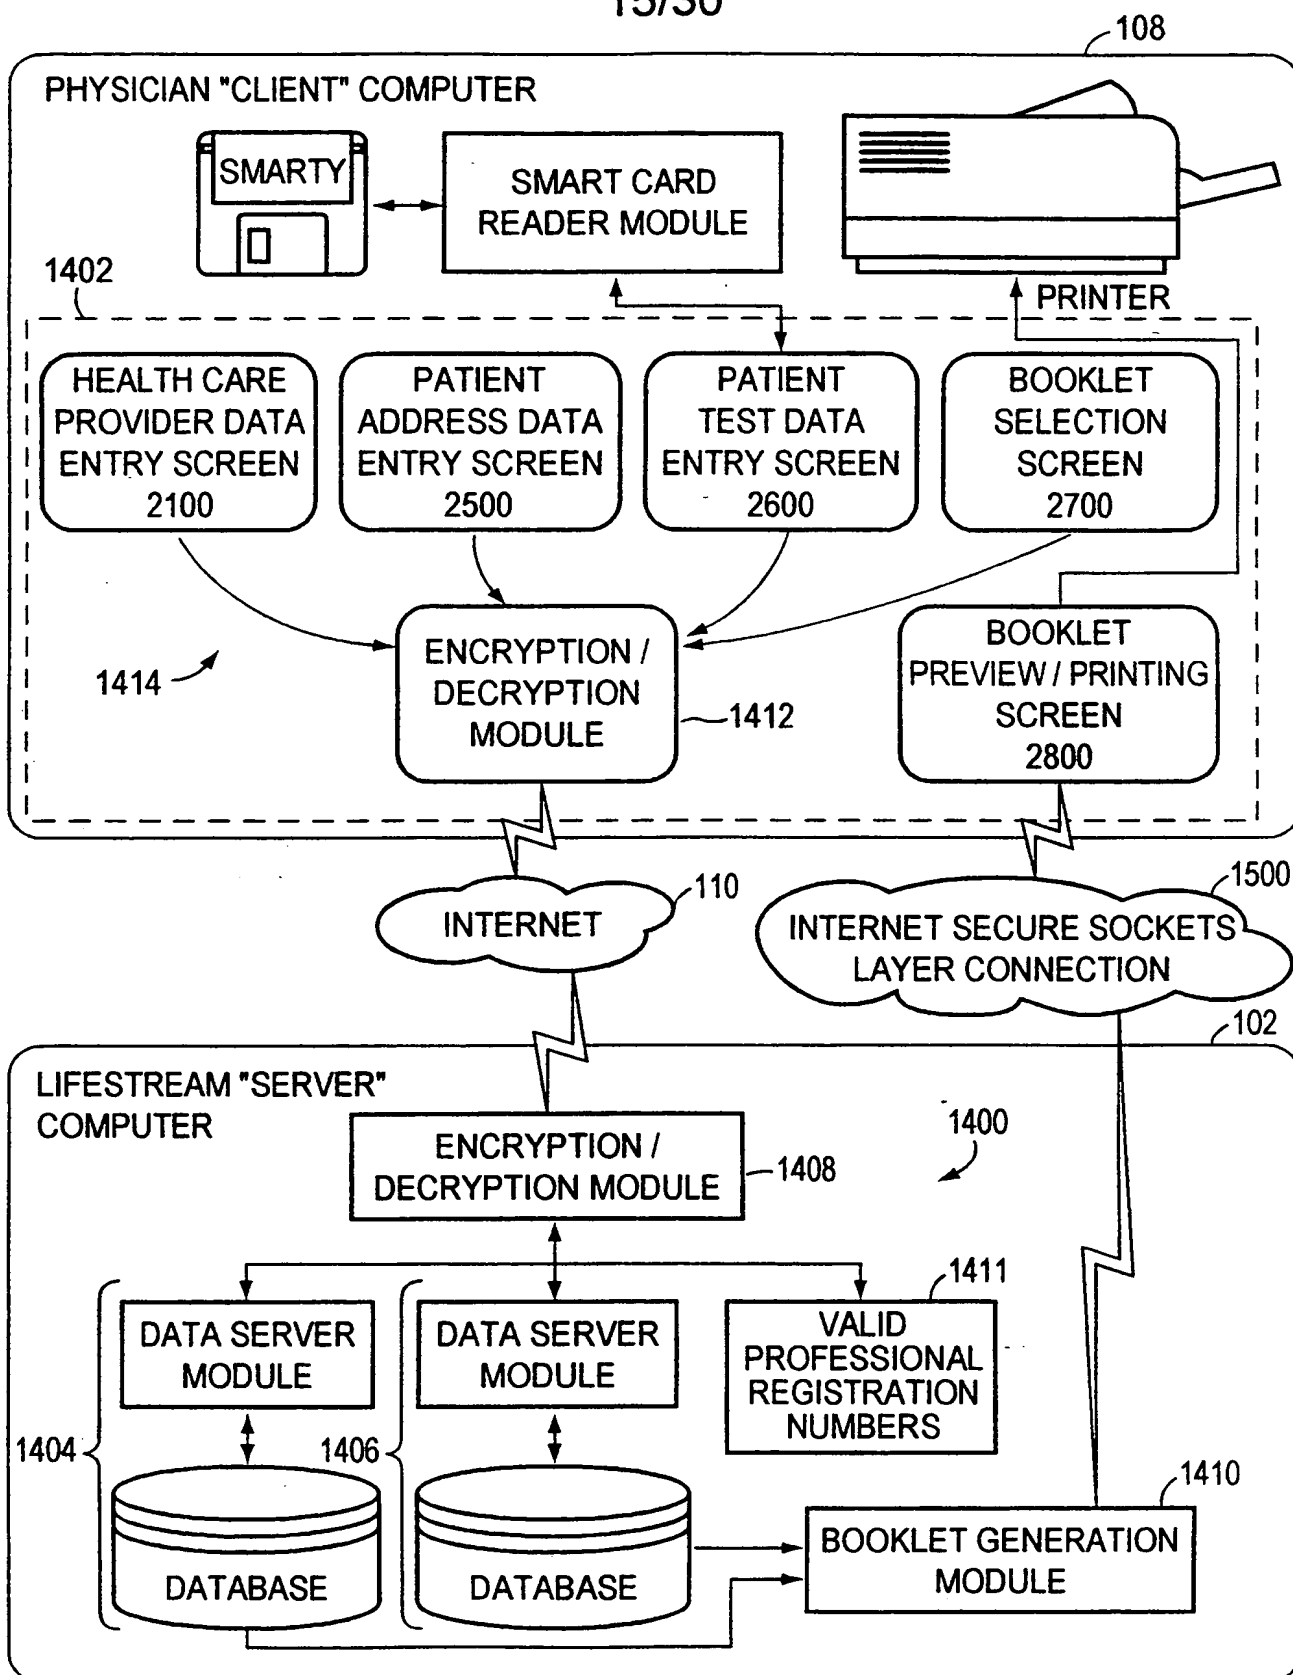 15/30
108
PHYSICIAN "CLIENT" COMPUTER
SMARTY
SMART CARD
READER MODULE
PRINTER
1402
HEALTH CARE
PROVIDER DATA
ENTRY SCREEN
2100
PATIENT
ADDRESS DATA
ENTRY SCREEN
2500
PATIENT
TEST DATA
ENTRY SCREEN
2600
BOOKLET
SELECTION
SCREEN
2700
1414
ENCRYPTION /
DECRYPTION
MODULE
1412
BOOKLET
PREVIEW / PRINTING
SCREEN
2800
INTERNET
110
INTERNET SECURE SOCKETS
LAYER CONNECTION
1500
102
LIFESTREAM "SERVER"
COMPUTER
ENCRYPTION /
DECRYPTION MODULE
1408
1400
DATA SERVER
MODULE
DATA SERVER
MODULE
1411
VALID
PROFESSIONAL
REGISTRATION
NUMBERS
1404
1406
DATABASE
DATABASE
1410
BOOKLET GENERATION
MODULE